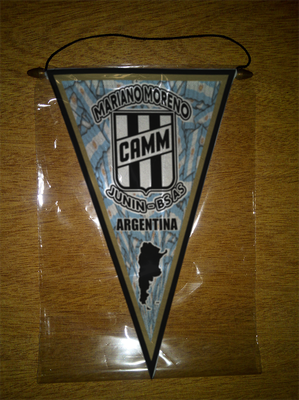 MARIANO MORENO
CAMM
JUNIN - BS AS
ARGENTINA